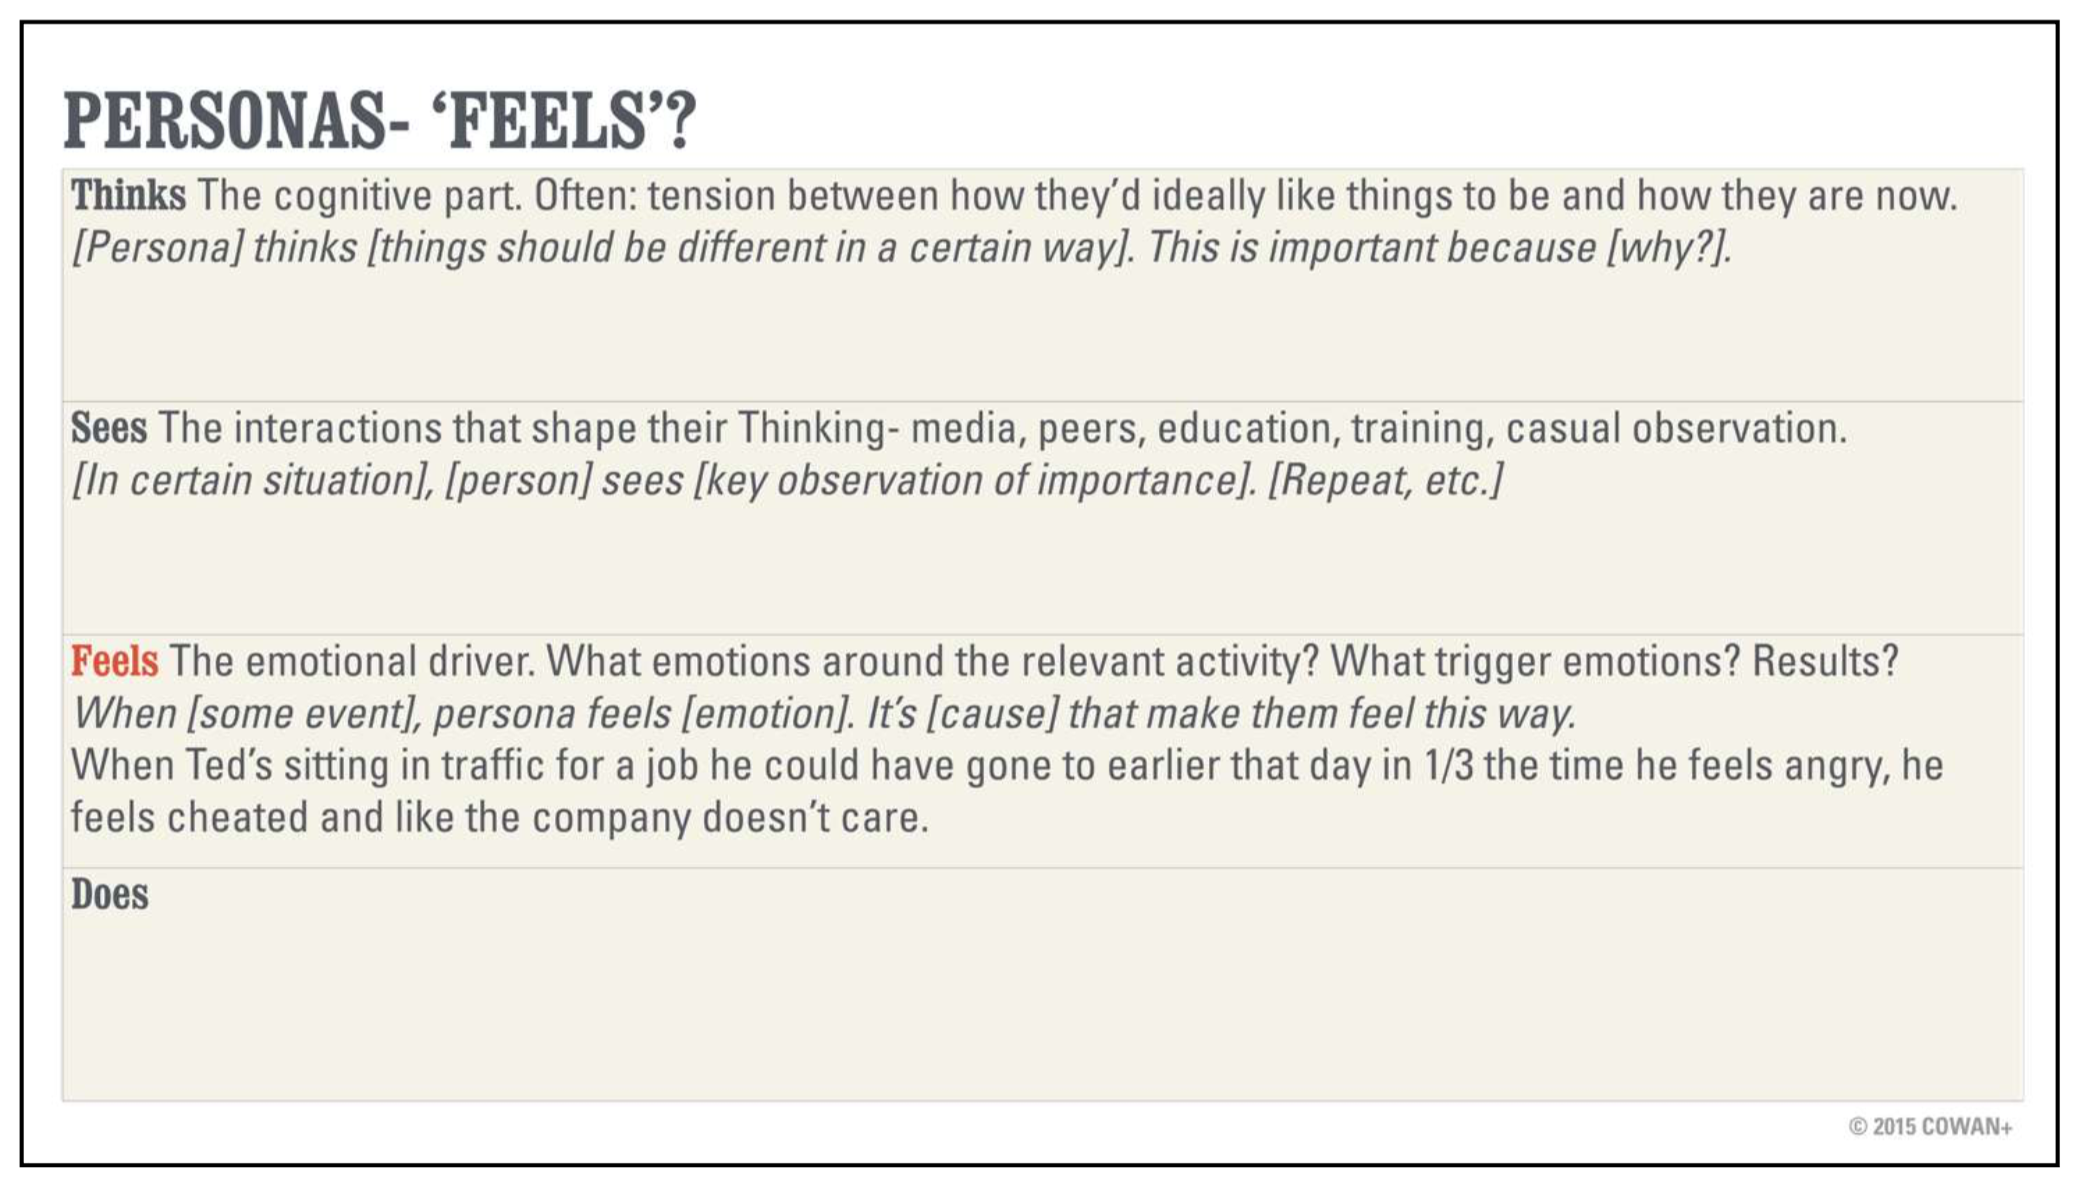 PERSONAS- ‘FEELS’?
Thinks The cognitive part. Often: tension between how they’d ideally like things to be and how they are now.
[Persona] thinks [things should be different in a certain way]. This is important because [why?].
Sees The interactions that shape their Thinking- media, peers, education, training, casual observation.
[In certain situation], [person] sees [key observation of importance]. [Repeat, etc.]
Feels The emotional driver. What emotions around the relevant activity? What trigger emotions? Results?
When [some event], persona feels [emotion]. It’s [cause] that make them feel this way.
When Ted’s sitting in traffic for a job he could have gone to earlier that day in 1/3 the time he feels angry, he
feels cheated and like the company doesn’t care.
Does
© 2015 COWAN+